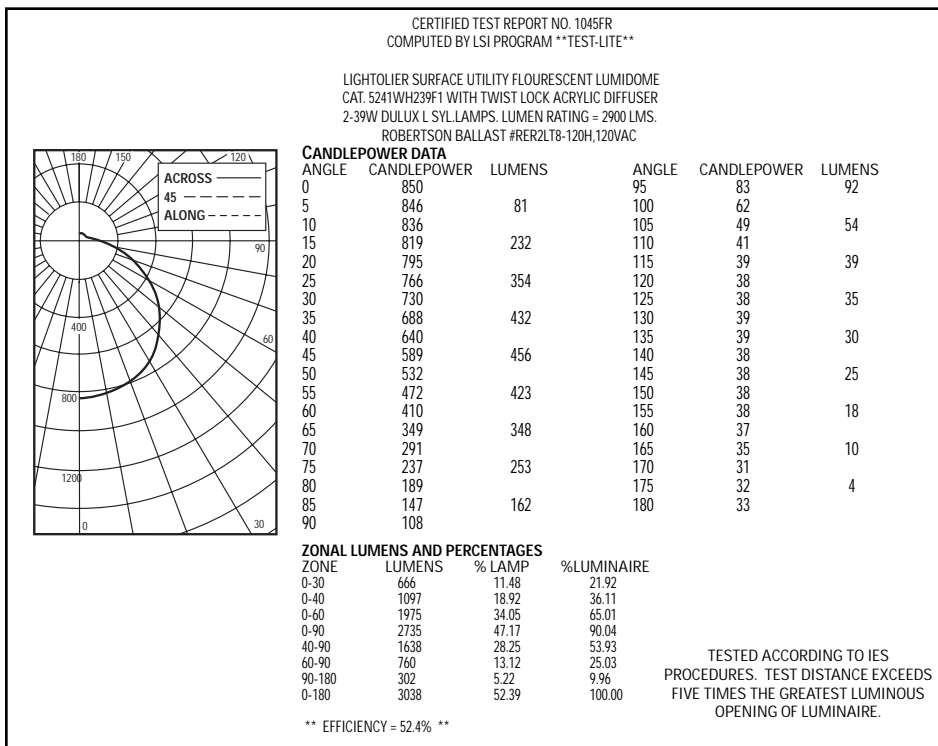 CERTIFIED TEST REPORT NO. 1045FR
COMPUTED BY LSI PROGRAM **TEST-LITE**
LIGHTOLIER SURFACE UTILITY FLOURESCENT LUMIDOME
CAT. 5241WH239F1 WITH TWIST LOCK ACRYLIC DIFFUSER
2-39W DULUX L SYL.LAMPS. LUMEN RATING = 2900 LMS.
ROBERTSON BALLAST #RER2LT8-120H,120VAC
180 150 120
ACROSS
45
ALONG
90
400
60
800
1200
0 30
CANDLEPOWER DATA
ANGLE CANDLEPOWER LUMENS
0 850
5 846 81
10 836
15 819 232
20 795
25 766 354
30 730
35 688 432
40 640
45 589 456
50 532
55 472 423
60 410
65 349 348
70 291
75 237 253
80 189
85 147 162
90 108
ANGLE CANDLEPOWER LUMENS
95 83 92
100 62
105 49 54
110 41
115 39 39
120 38
125 38 35
130 39
135 39 30
140 38
145 38 25
150 38
155 38 18
160 37
165 35 10
170 31
175 32 4
180 33
ZONAL LUMENS AND PERCENTAGES
ZONE LUMENS % LAMP %LUMINAIRE
0-30 666 11.48 21.92
0-40 1097 18.92 36.11
0-60 1975 34.05 65.01
0-90 2735 47.17 90.04
40-90 1638 28.25 53.93
60-90 760 13.12 25.03
90-180 302 5.22 9.96
0-180 3038 52.39 100.00
** EFFICIENCY = 52.4% **
TESTED ACCORDING TO IES
PROCEDURES. TEST DISTANCE EXCEEDS
FIVE TIMES THE GREATEST LUMINOUS
OPENING OF LUMINAIRE.